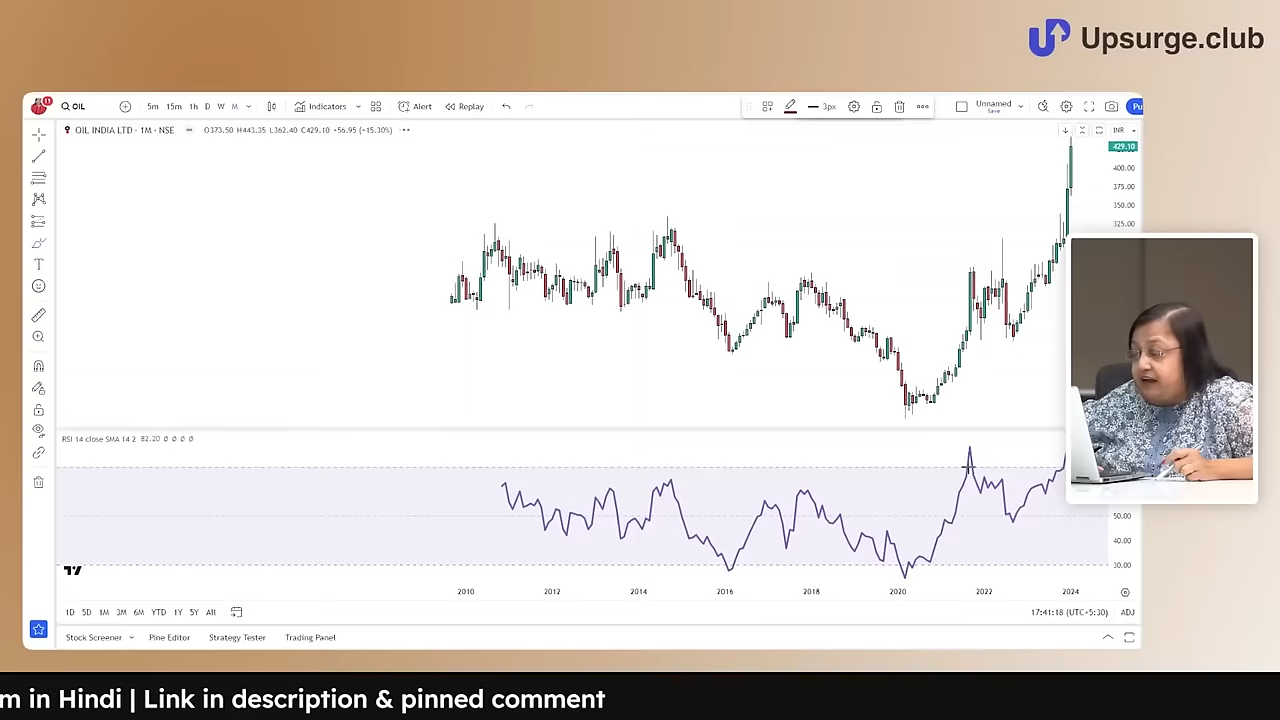 Upsurge.club
11
OIL 5m 15m 1h D W M Indicators Alert Replay 3px Unnamed Save Pu
OIL INDIA LTD · 1M · NSE O373.50 H443.35 L362.40 C429.10 +56.95 (+15.30%)
INR
429.10
400.00
375.00
350.00
325.00
RSI 14 close SMA 14 2 82.20 Ø Ø Ø Ø
50.00
40.00
30.00
2010 2012 2014 2016 2018 2020 2022 2024
1D 5D 1M 3M 6M YTD 1Y 5Y All 17:41:18 (UTC+5:30) ADJ
Stock Screener Pine Editor Strategy Tester Trading Panel
m in Hindi | Link in description & pinned comment